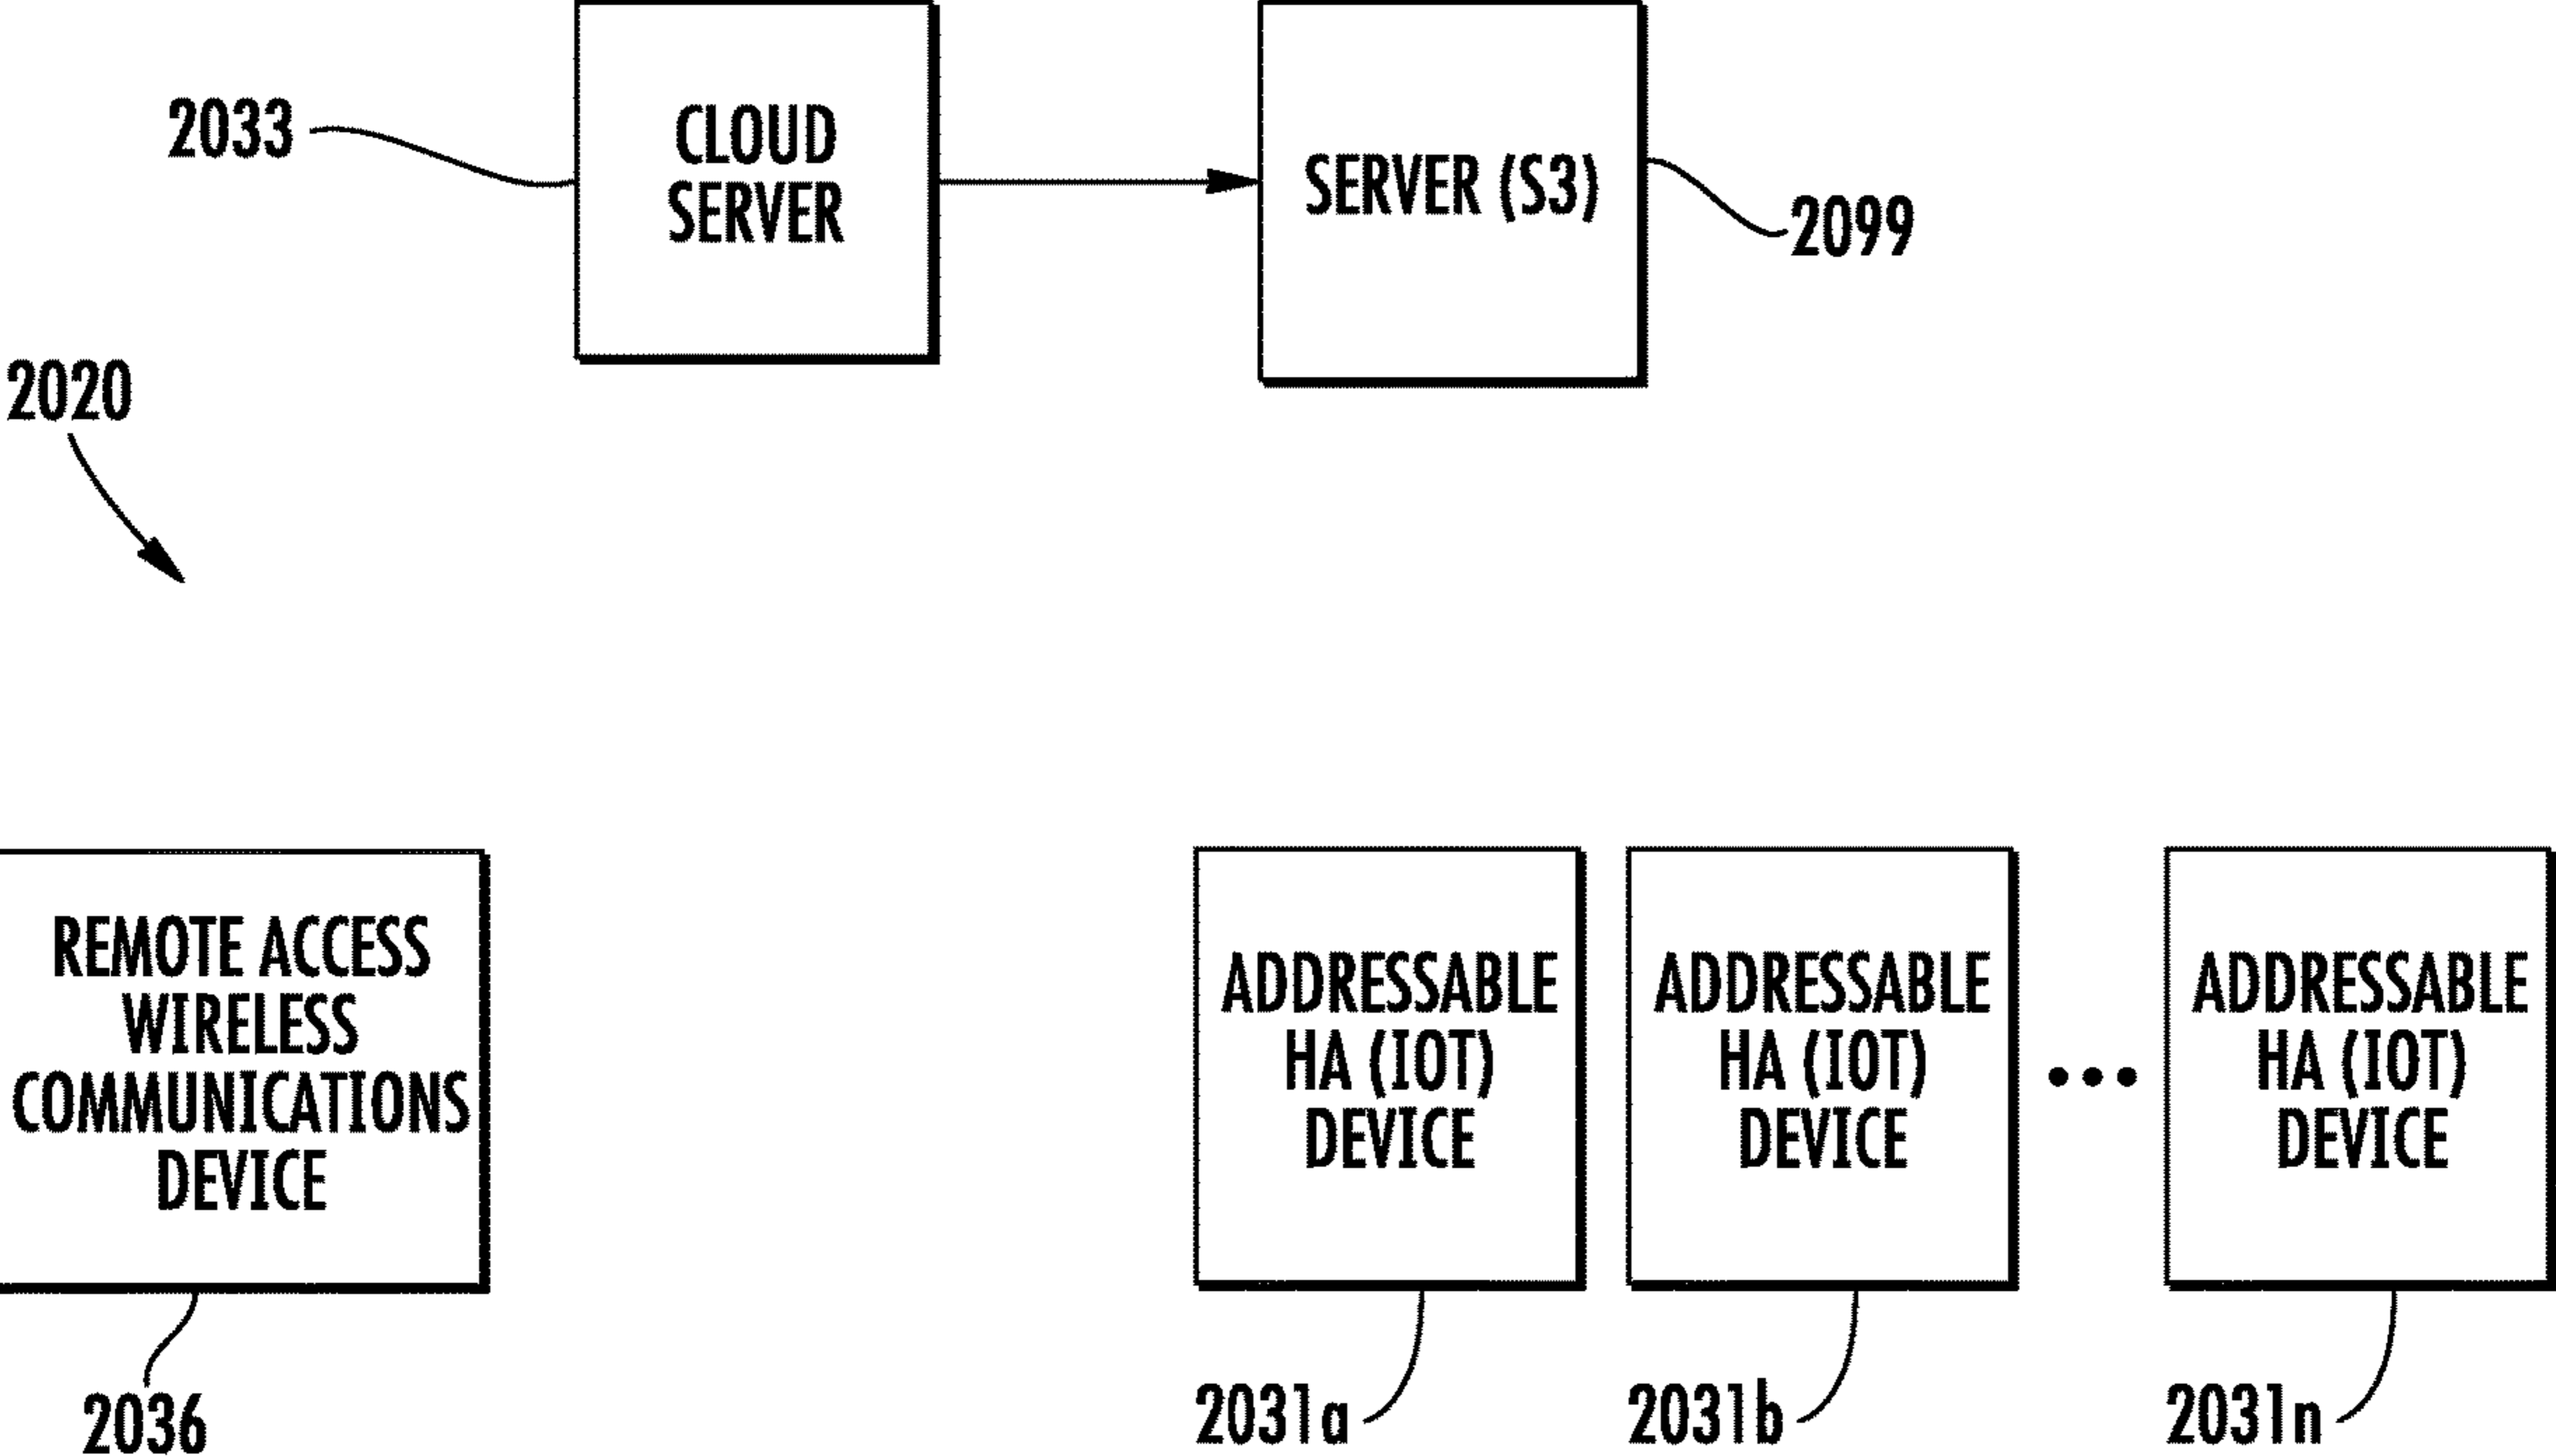 2033
CLOUD
SERVER
SERVER (S3)
2099
2020
REMOTE ACCESS
WIRELESS
COMMUNICATIONS
DEVICE
2036
ADDRESSABLE
HA (IOT)
DEVICE
2031a
ADDRESSABLE
HA (IOT)
DEVICE
2031b
ADDRESSABLE
HA (IOT)
DEVICE
2031n